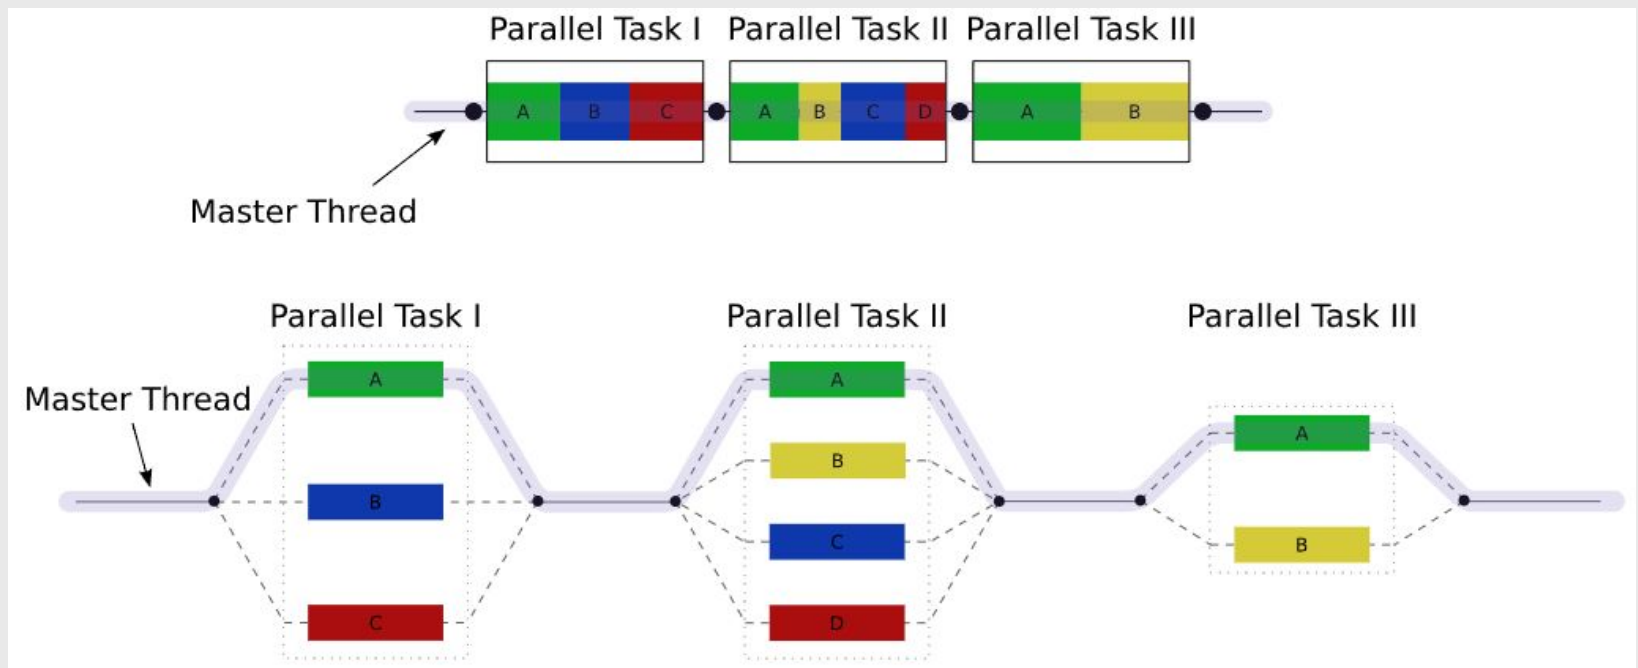 Parallel Task I
Parallel Task II
Parallel Task III
A B C
A B C D
A B
Master Thread
Parallel Task I
Parallel Task II
Parallel Task III
Master Thread
A
B
C
A
B
C
D
A
B